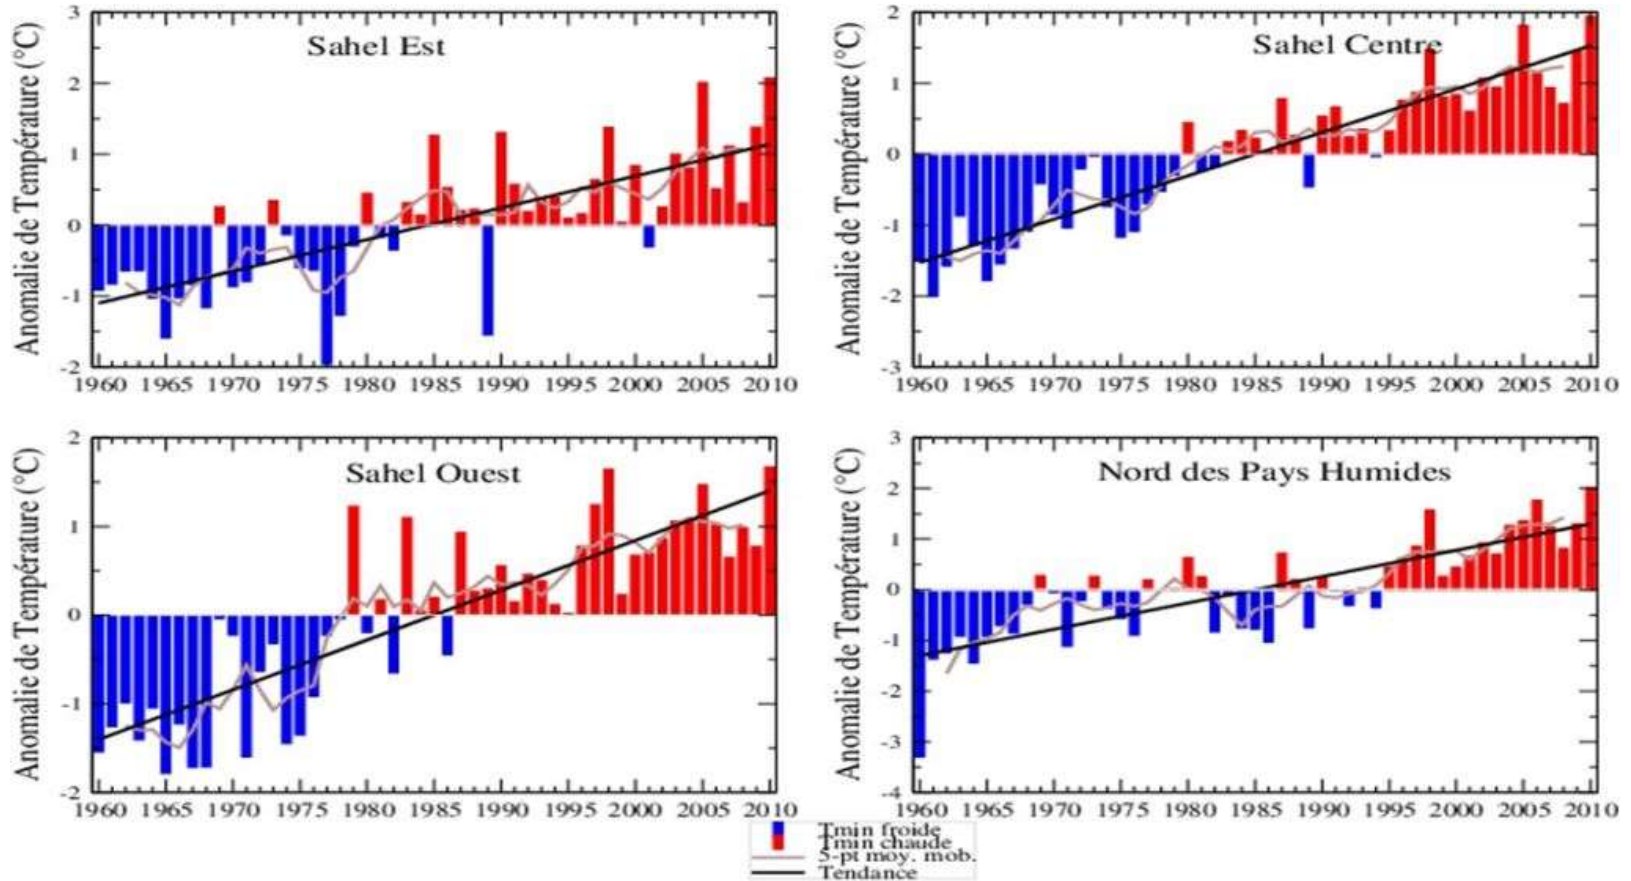 Sahel Est
Anomalie de Température (°C)
3
2
1
0
-1
-2
1960 1965 1970 1975 1980 1985 1990 1995 2000 2005 2010
Sahel Centre
Anomalie de Température (°C)
2
1
0
-1
-2
-3
1960 1965 1970 1975 1980 1985 1990 1995 2000 2005 2010
Sahel Ouest
Anomalie de Température (°C)
2
1
0
-1
-2
1960 1965 1970 1975 1980 1985 1990 1995 2000 2005 2010
Nord des Pays Humides
Anomalie de Température (°C)
3
2
1
0
-1
-2
-3
-4
1960 1965 1970 1975 1980 1985 1990 1995 2000 2005 2010
Tmin froide
Tmin chaude
5-pt moy. mob.
Tendance